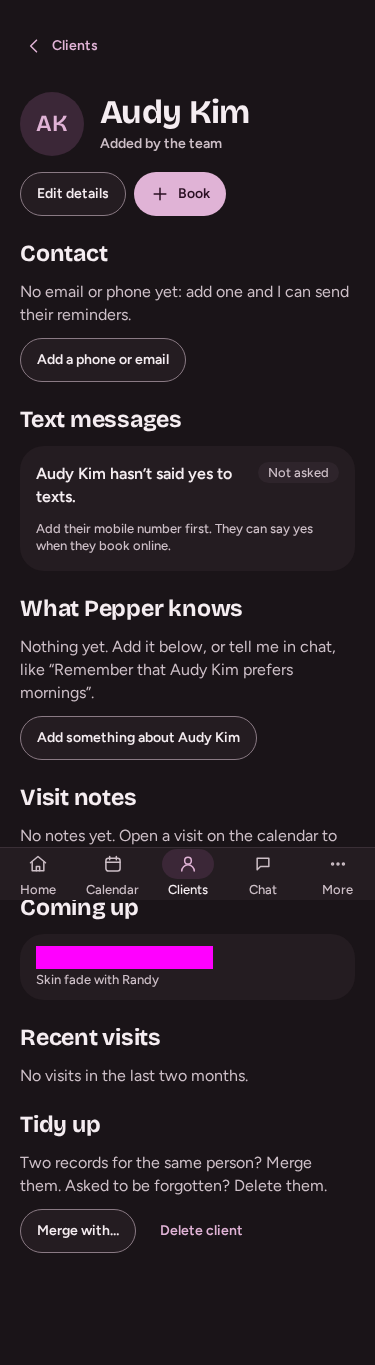 Clients
AK
Audy Kim
Added by the team
Edit details
Book
Contact
No email or phone yet: add one and I can send
their reminders.
Add a phone or email
Text messages
Audy Kim hasn’t said yes to
texts.
Not asked
Add their mobile number first. They can say yes
when they book online.
What Pepper knows
Nothing yet. Add it below, or tell me in chat,
like “Remember that Audy Kim prefers
mornings”.
Add something about Audy Kim
Visit notes
No notes yet. Open a visit on the calendar to
Home
Calendar
Clients
Chat
More
Coming up
Skin fade with Randy
Recent visits
No visits in the last two months.
Tidy up
Two records for the same person? Merge
them. Asked to be forgotten? Delete them.
Merge with…
Delete client